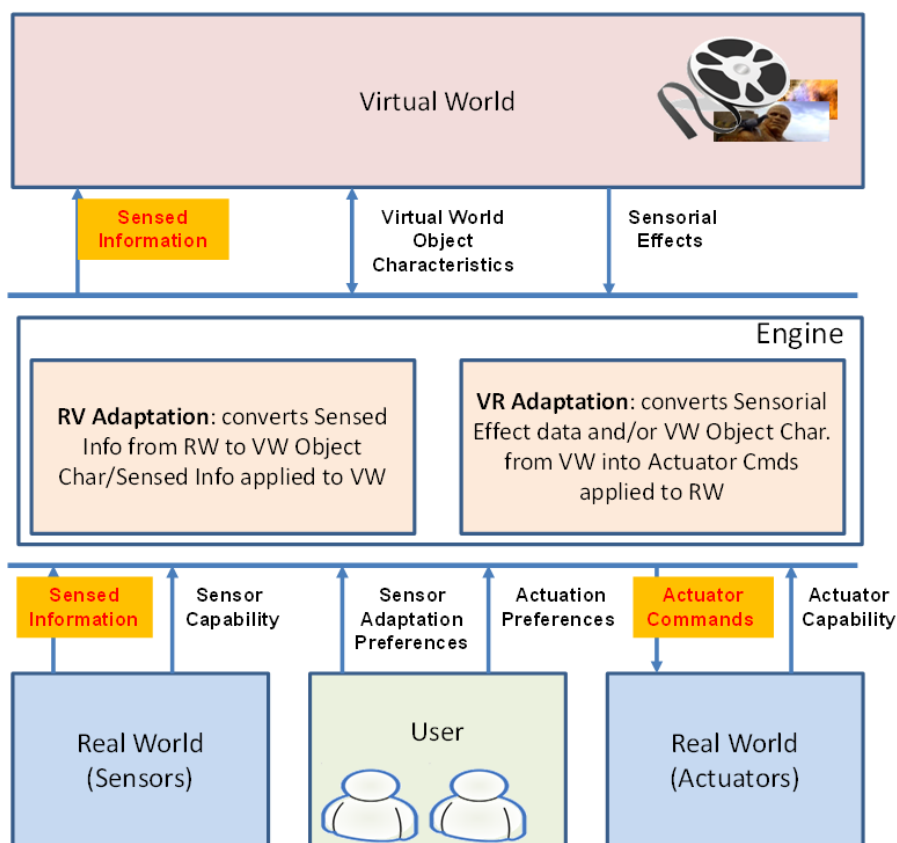 Virtual World
Sensed
Information
Virtual World
Object
Characteristics
Sensorial
Effects
Engine
RV Adaptation: converts Sensed
Info from RW to VW Object
Char/Sensed Info applied to VW
VR Adaptation: converts Sensorial
Effect data and/or VW Object Char.
from VW into Actuator Cmds
applied to RW
Sensed
Information
Sensor
Capability
Sensor
Adaptation
Preferences
Actuation
Preferences
Actuator
Commands
Actuator
Capability
Real World
(Sensors)
User
Real World
(Actuators)